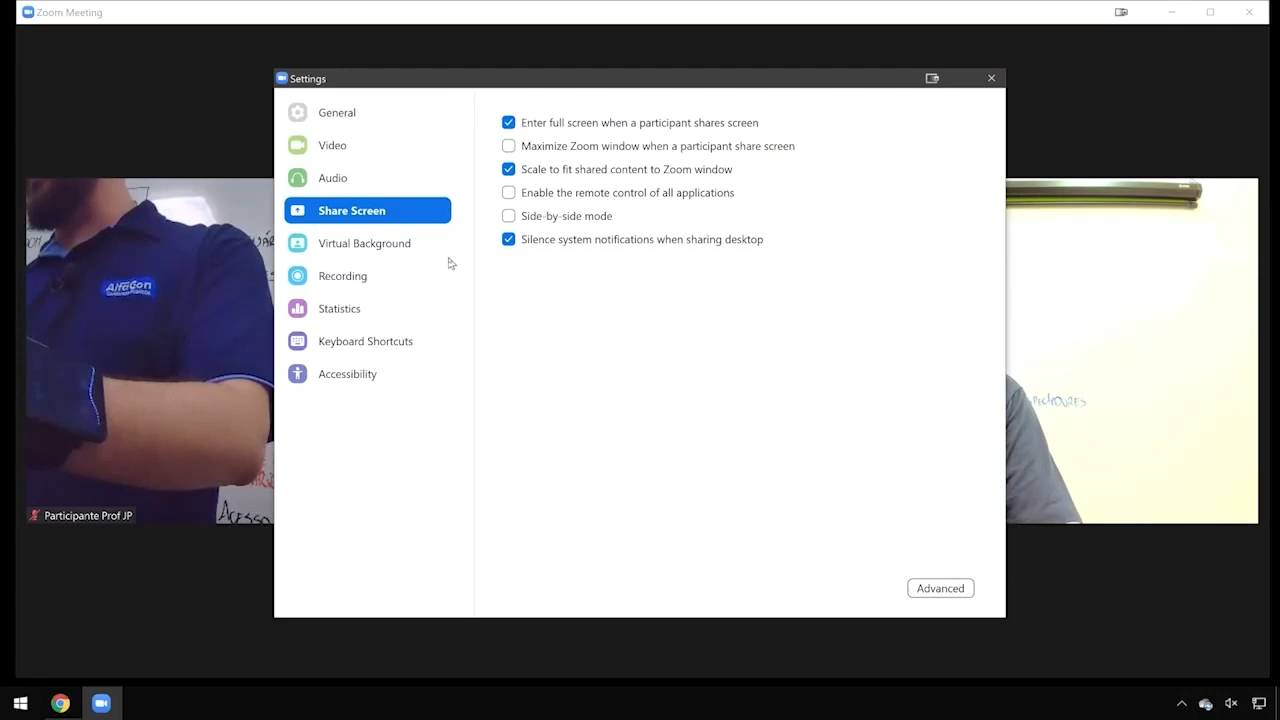 Zoom Meeting
Settings
General
Video
Audio
Share Screen
Virtual Background
Recording
Statistics
Keyboard Shortcuts
Accessibility
Enter full screen when a participant shares screen
Maximize Zoom window when a participant share screen
Scale to fit shared content to Zoom window
Enable the remote control of all applications
Side-by-side mode
Silence system notifications when sharing desktop
Advanced
AlfaCon
Participante Prof JP
ACESSO